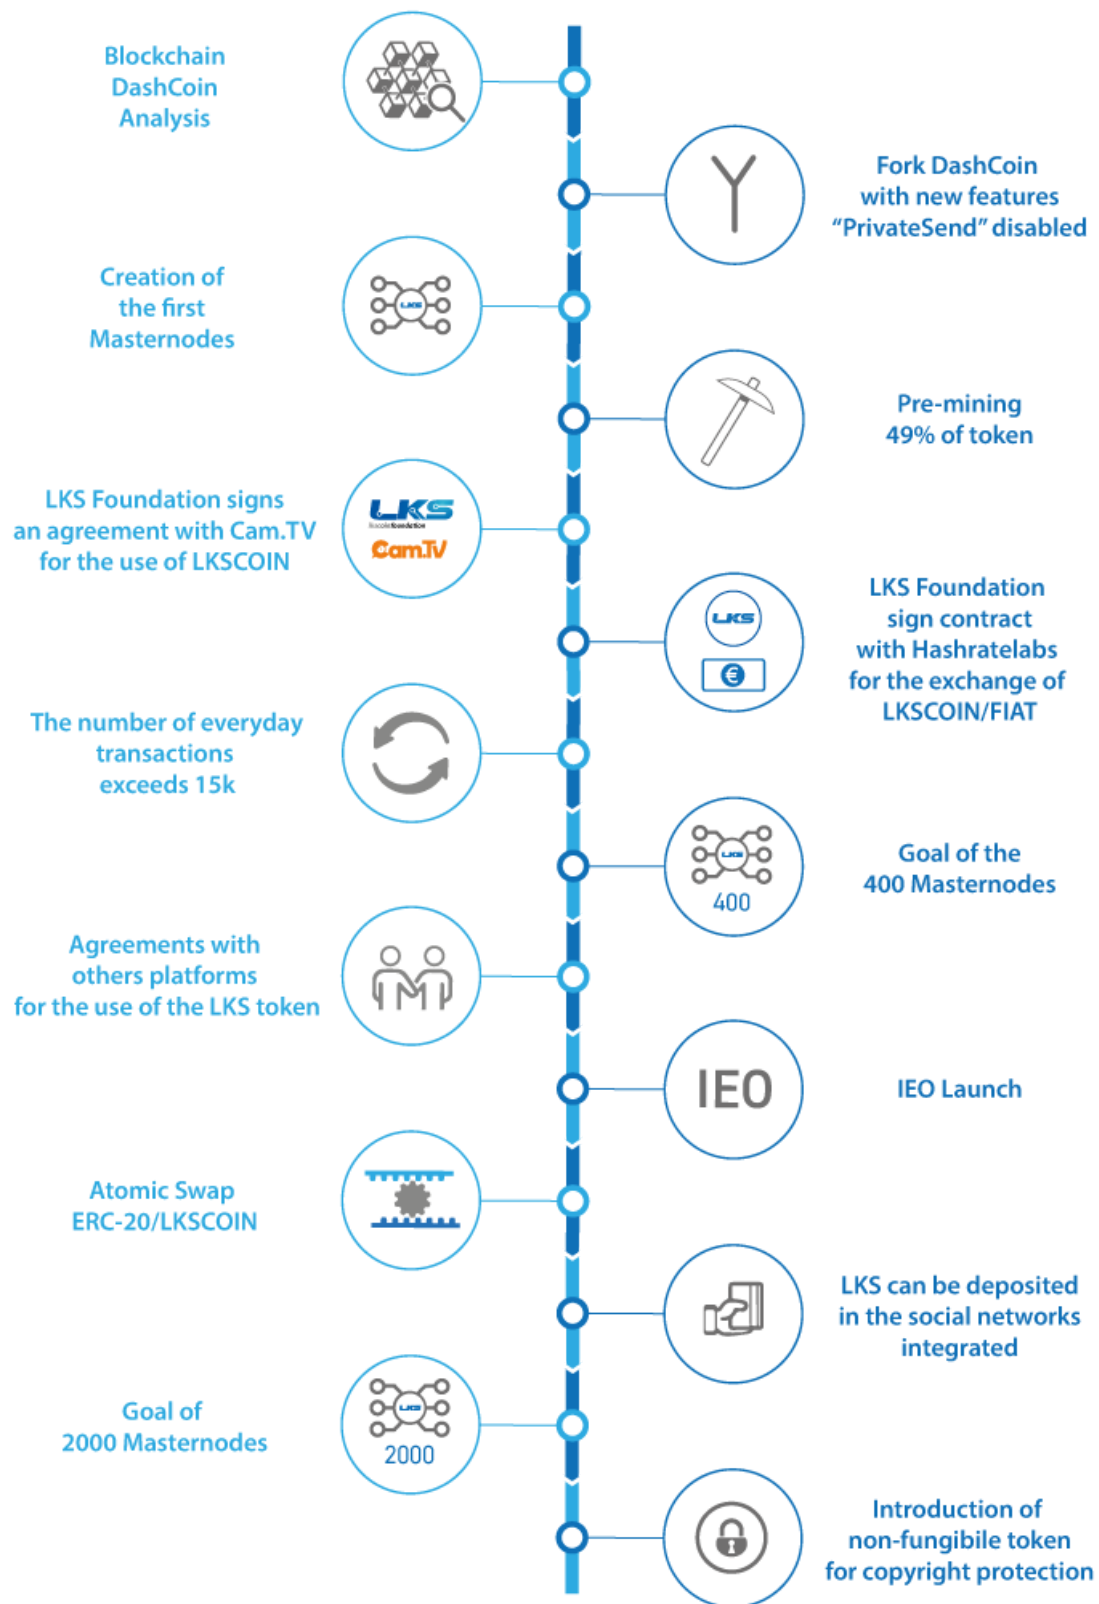 Blockchain
DashCoin
Analysis
Fork DashCoin
with new features
“PrivateSend” disabled
Creation of
the first
Masternodes
LKS
Pre-mining
49% of token
LKS Foundation signs
an agreement with Cam.TV
for the use of LKSCOIN
LKS
Cam.TV
LKS Foundation
sign contract
with Hashratelabs
for the exchange of
LKSCOIN/FIAT
LKS
€
The number of everyday
transactions
exceeds 15k
Goal of the
400 Masternodes
LKS
400
Agreements with
others platforms
for the use of the LKS token
IEO
IEO Launch
Atomic Swap
ERC-20/LKSCOIN
LKS can be deposited
in the social networks
integrated
Goal of
2000 Masternodes
LKS
2000
Introduction of
non-fungibile token
for copyright protection